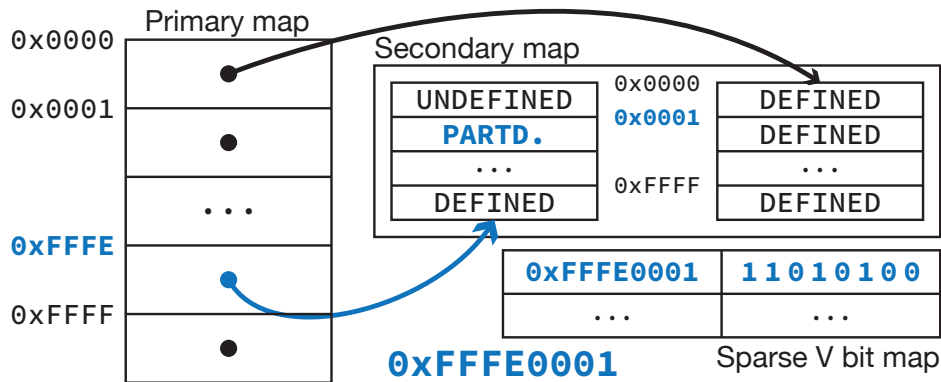 Primary map
0x0000
0x0001
...
0xFFFE
0xFFFF
Secondary map
UNDEFINED 0x0000 DEFINED
PARTD. 0x0001 DEFINED
... ...
DEFINED 0xFFFF DEFINED
0xFFFE0001 11010100
... ...
0xFFFE0001
Sparse V bit map